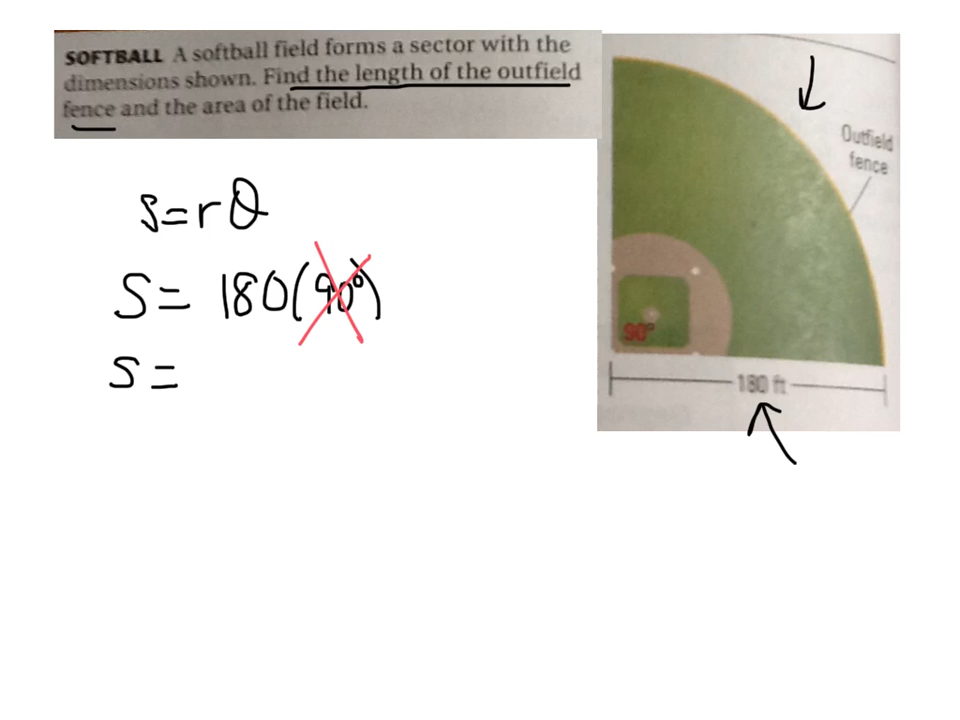 SOFTBALL A softball field forms a sector with the
dimensions shown. Find the length of the outfield
fence and the area of the field.
Outfield
fence
90°
180 ft
S=rθ
S= 180(90°)
S=